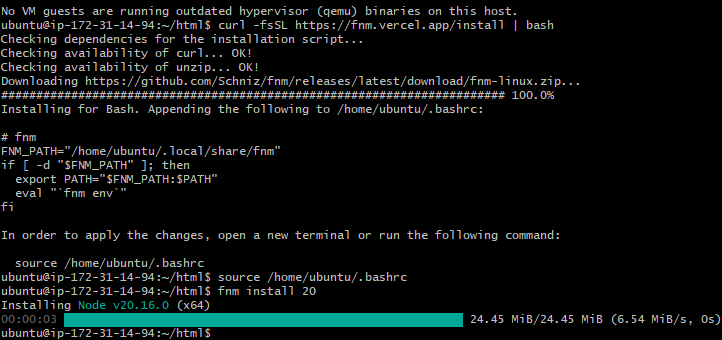 No VM guests are running outdated hypervisor (qemu) binaries on this host.
ubuntu@ip-172-31-14-94:~/html$ curl -fsSL https://fnm.vercel.app/install | bash
Checking dependencies for the installation script...
Checking availability of curl... OK!
Checking availability of unzip... OK!
Downloading https://github.com/Schniz/fnm/releases/latest/download/fnm-linux.zip...
######################################################################## 100.0%
Installing for Bash. Appending the following to /home/ubuntu/.bashrc:

# fnm
FNM_PATH="/home/ubuntu/.local/share/fnm"
if [ -d "$FNM_PATH" ]; then
  export PATH="$FNM_PATH:$PATH"
  eval "`fnm env`"
fi

In order to apply the changes, open a new terminal or run the following command:

  source /home/ubuntu/.bashrc
ubuntu@ip-172-31-14-94:~/html$ source /home/ubuntu/.bashrc
ubuntu@ip-172-31-14-94:~/html$ fnm install 20
Installing Node v20.16.0 (x64)
00:00:03 24.45 MiB/24.45 MiB (6.54 MiB/s, 0s)
ubuntu@ip-172-31-14-94:~/html$